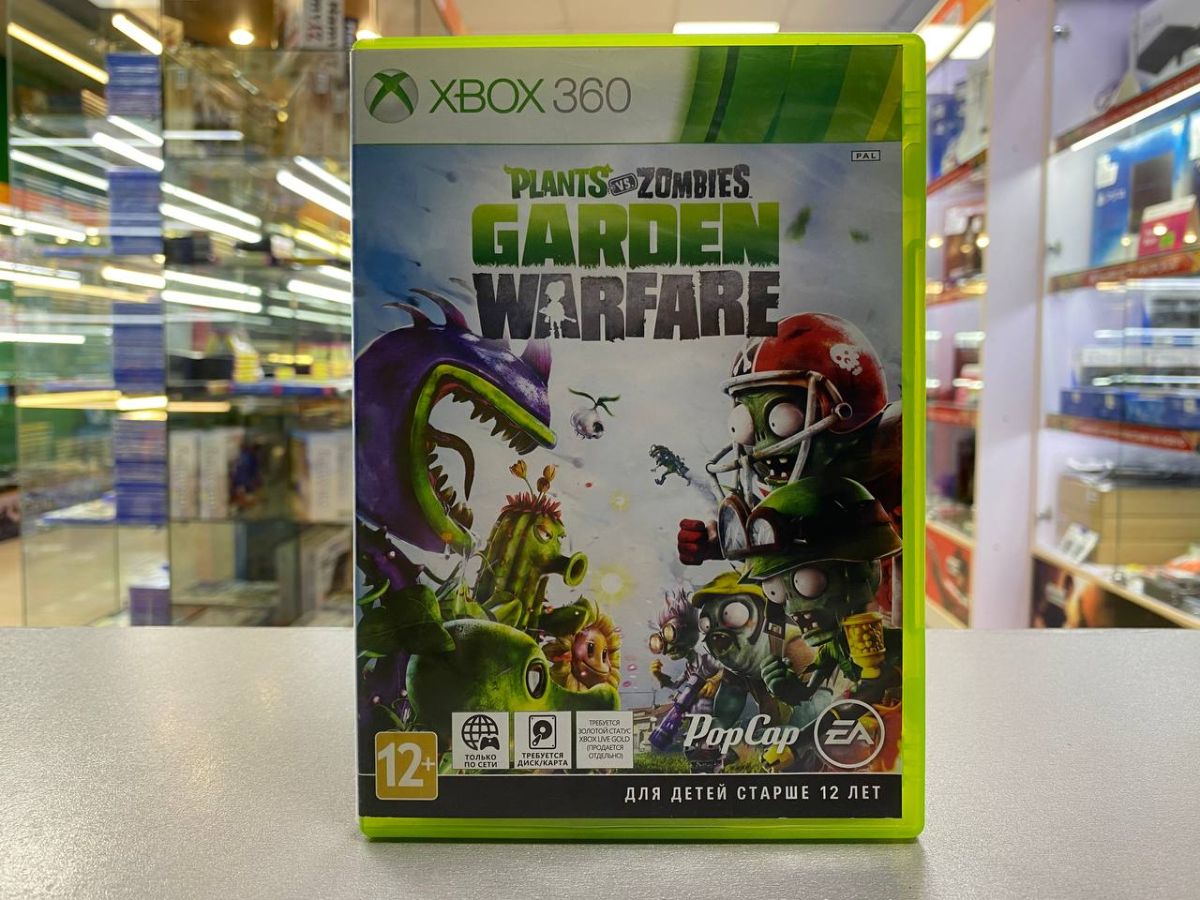 XBOX 360
PAL
PLANTS VS. ZOMBIES
GARDEN
WARFARE
ТОЛЬКО
ПО СЕТИ
ТРЕБУЕТСЯ
ДИСК/КАРТА
ТРЕБУЕТСЯ
ЗОЛОТОЙ СТАТУС
XBOX LIVE GOLD
(ПРОДАЕТСЯ
ОТДЕЛЬНО)
PopCap
EA
12+
ДЛЯ ДЕТЕЙ СТАРШЕ 12 ЛЕТ